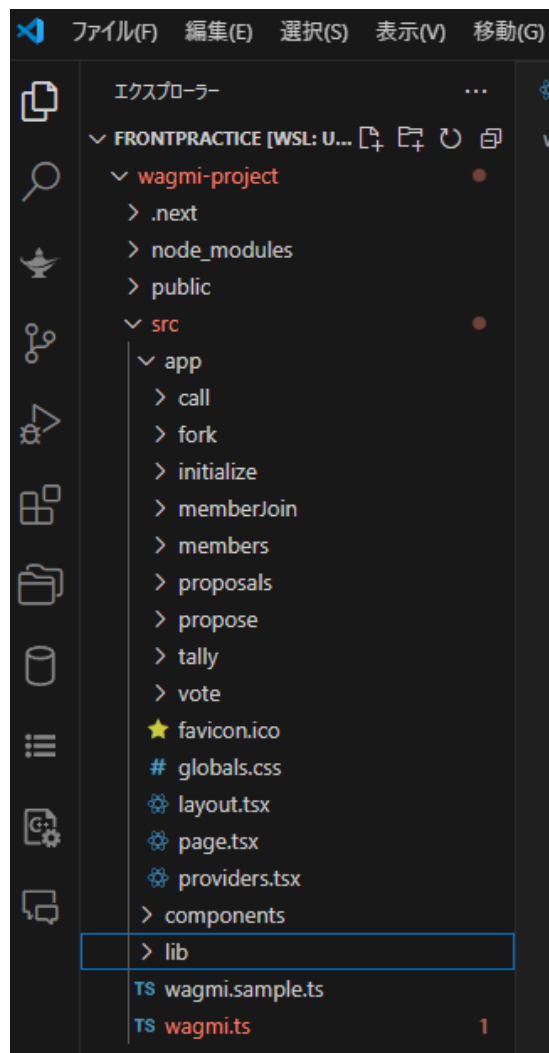 ファイル(F) 編集(E) 選択(S) 表示(V) 移動(G)
エクスプローラー ...
FRONTPRACTICE [WSL: U...
wagmi-project
.next
node_modules
public
src
app
call
fork
initialize
memberJoin
members
proposals
propose
tally
vote
favicon.ico
# globals.css
layout.tsx
page.tsx
providers.tsx
components
lib
TS wagmi.sample.ts
TS wagmi.ts 1